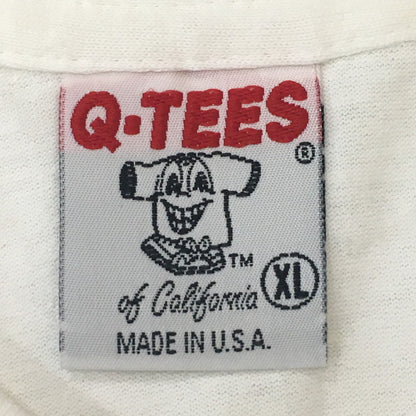 Q-TEES ®
TM
of California XL
MADE IN U.S.A.